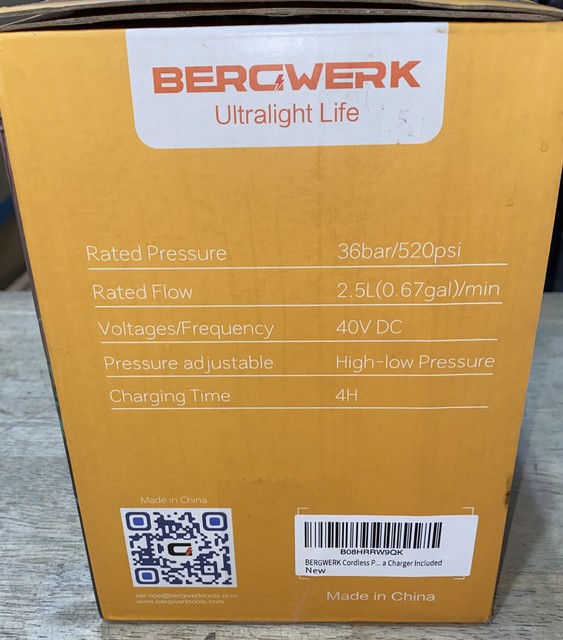 BERGWERK
Ultralight Life
Rated Pressure 36bar/520psi
Rated Flow 2.5L(0.67gal)/min
Voltages/Frequency 40V DC
Pressure adjustable High-low Pressure
Charging Time 4H
Made in China
service@bergwerktools.com
www.bergwerktools.com
B08HRRW9QK
BERGWERK Cordless P... a Charger Included
New
Made in China